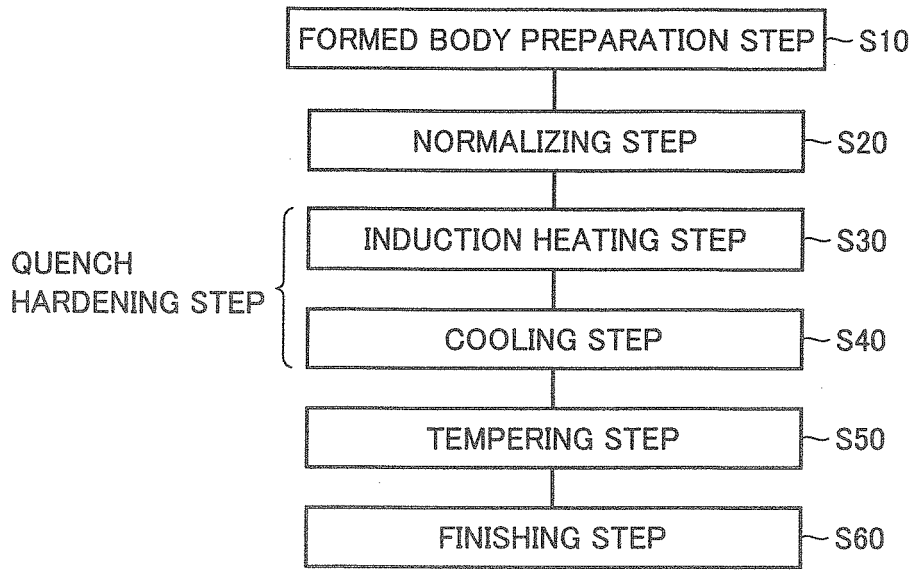 FORMED BODY PREPARATION STEP S10
NORMALIZING STEP S20
INDUCTION HEATING STEP S30
QUENCH
HARDENING STEP
COOLING STEP S40
TEMPERING STEP S50
FINISHING STEP S60